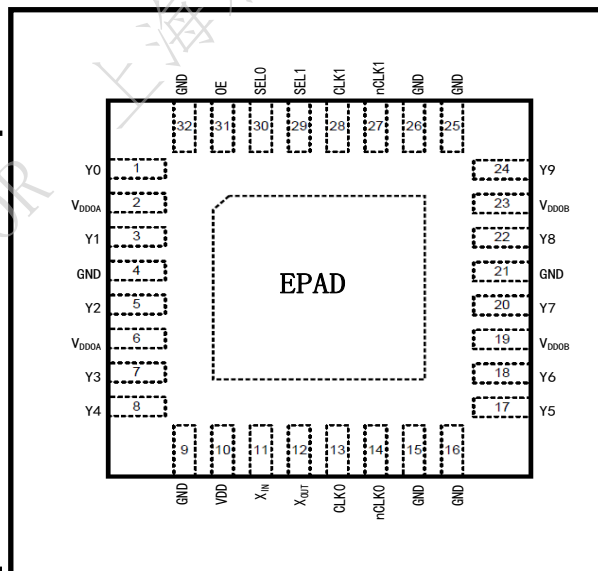 上海
OR
GND OE SEL0 SEL1 CLK1 nCLK1 GND GND
32 31 30 29 28 27 26 25
Y0 1 24 Y9
VDDOA 2 23 VDDOB
Y1 3 22 Y8
GND 4 21 GND
Y2 5 20 Y7
EPAD
VDDOA 6 19 VDDOB
Y3 7 18 Y6
Y4 8 17 Y5
9 10 11 12 13 14 15 16
GND VDD XIN XOUT CLK0 nCLK0 GND GND